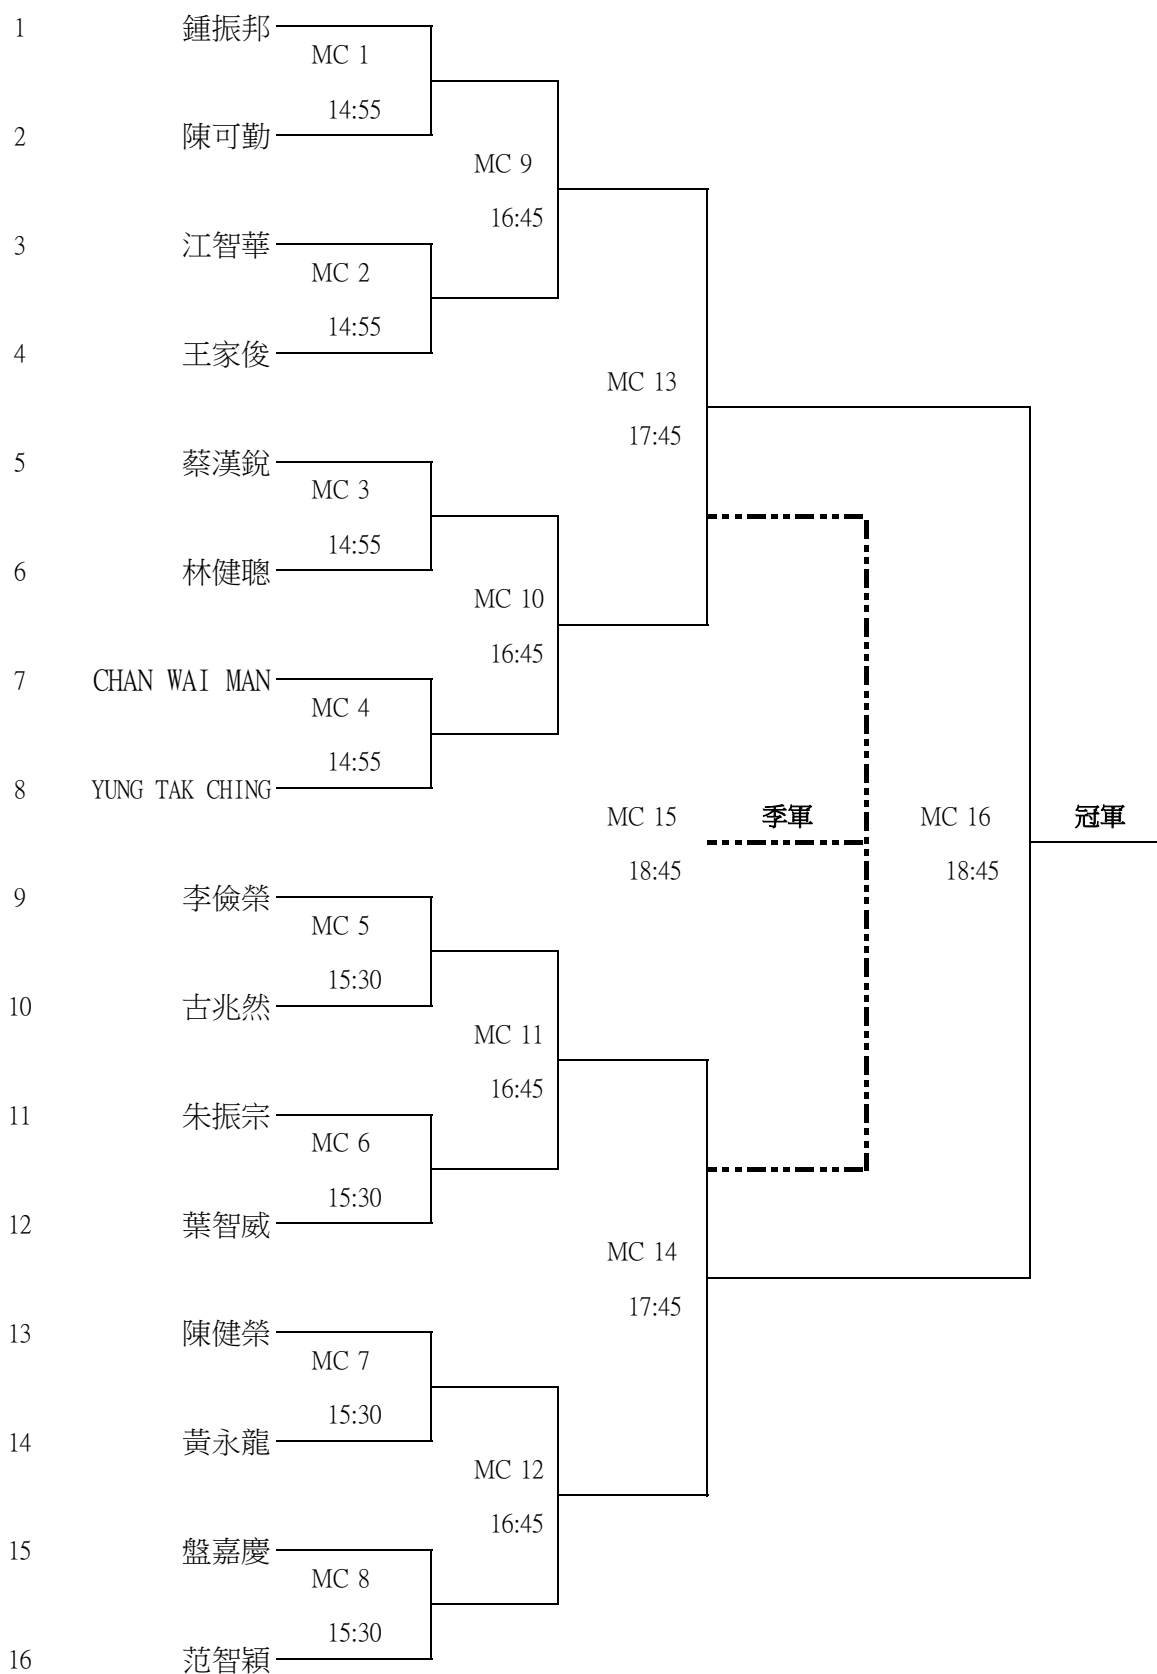 1 鍾振邦
MC 1
14:55
2 陳可勤
MC 9
16:45
3 江智華
MC 2
14:55
4 王家俊
MC 13
17:45
5 蔡漢銳
MC 3
14:55
6 林健聰
MC 10
16:45
7 CHAN WAI MAN
MC 4
14:55
8 YUNG TAK CHING
MC 15 季軍 MC 16 冠軍
18:45 18:45
9 李儉榮
MC 5
15:30
10 古兆然
MC 11
16:45
11 朱振宗
MC 6
15:30
12 葉智威
MC 14
17:45
13 陳健榮
MC 7
15:30
14 黃永龍
MC 12
16:45
15 盤嘉慶
MC 8
15:30
16 范智穎